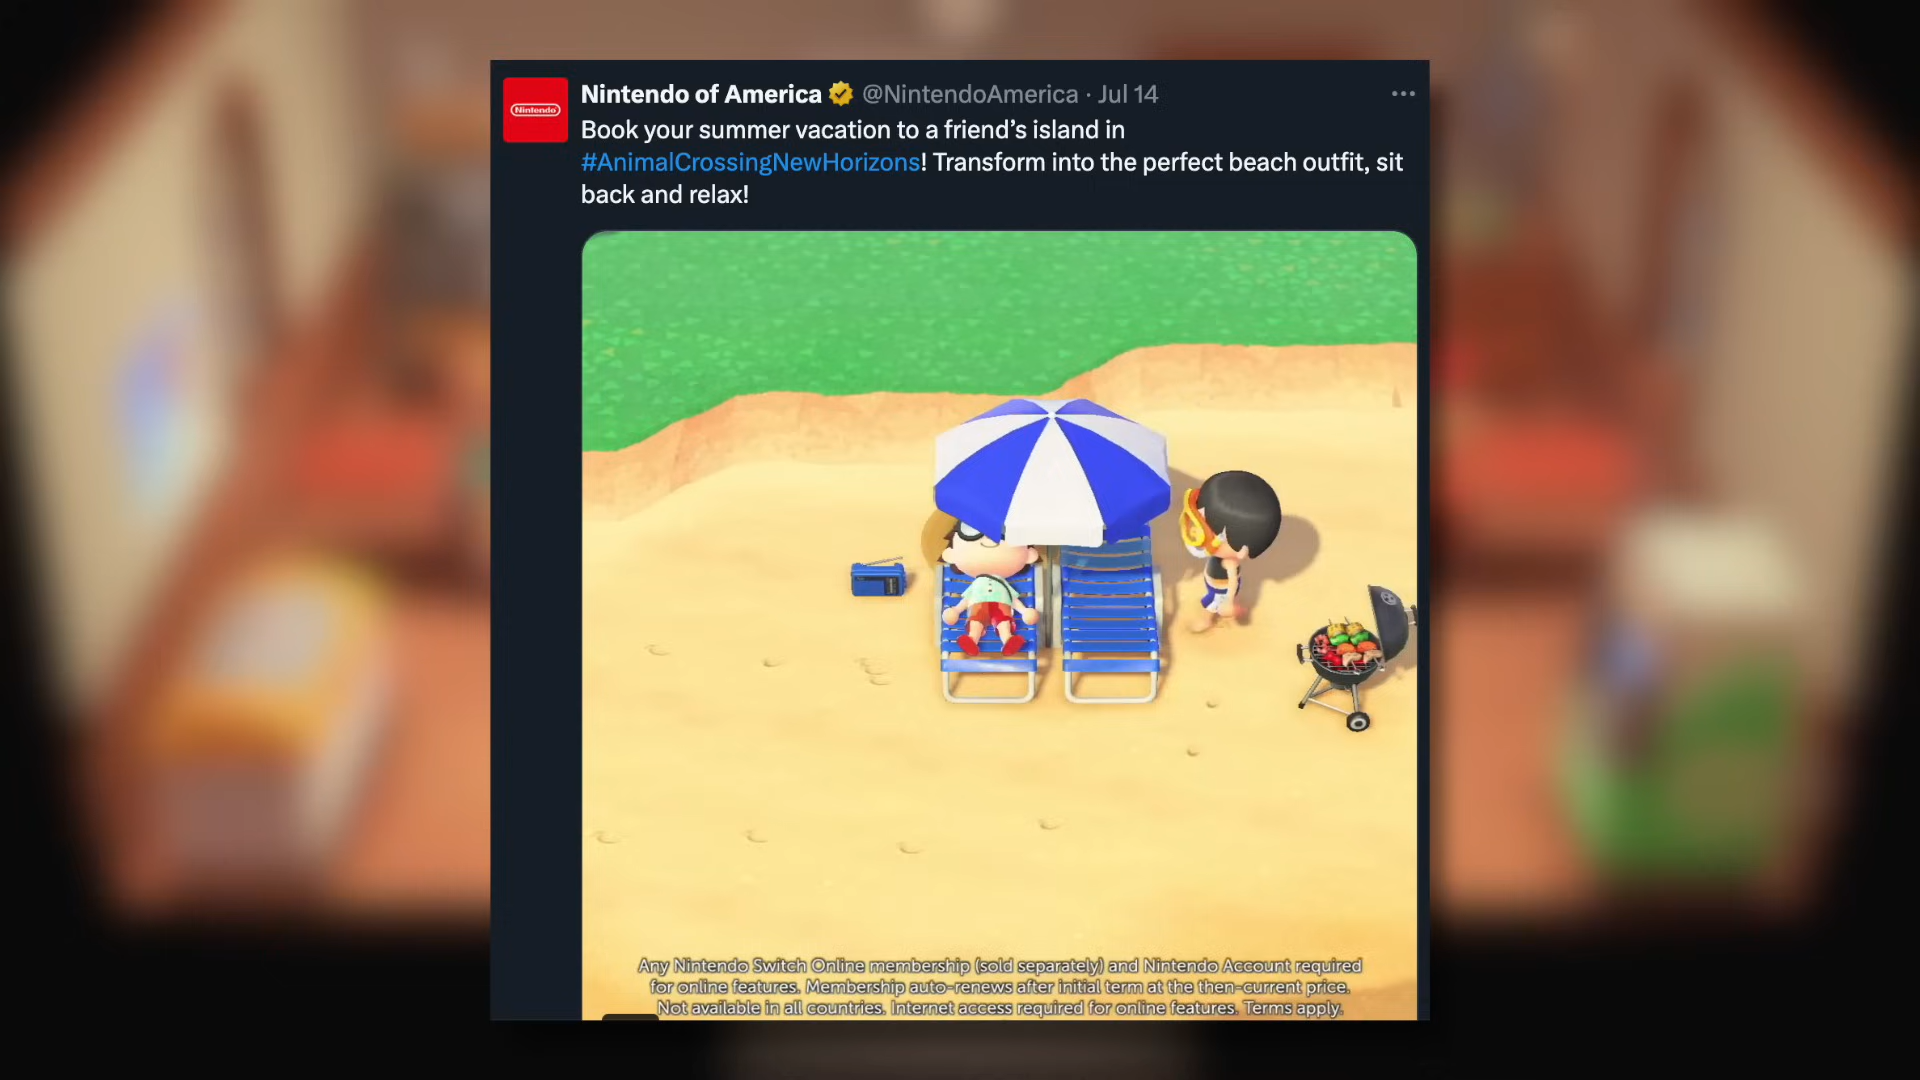 Nintendo
Nintendo of America @NintendoAmerica · Jul 14
Book your summer vacation to a friend’s island in
#AnimalCrossingNewHorizons! Transform into the perfect beach outfit, sit
back and relax!
Any Nintendo Switch Online membership (sold separately) and Nintendo Account required
for online features. Membership auto-renews after initial term at the then-current price.
Not available in all countries. Internet access required for online features. Terms apply.